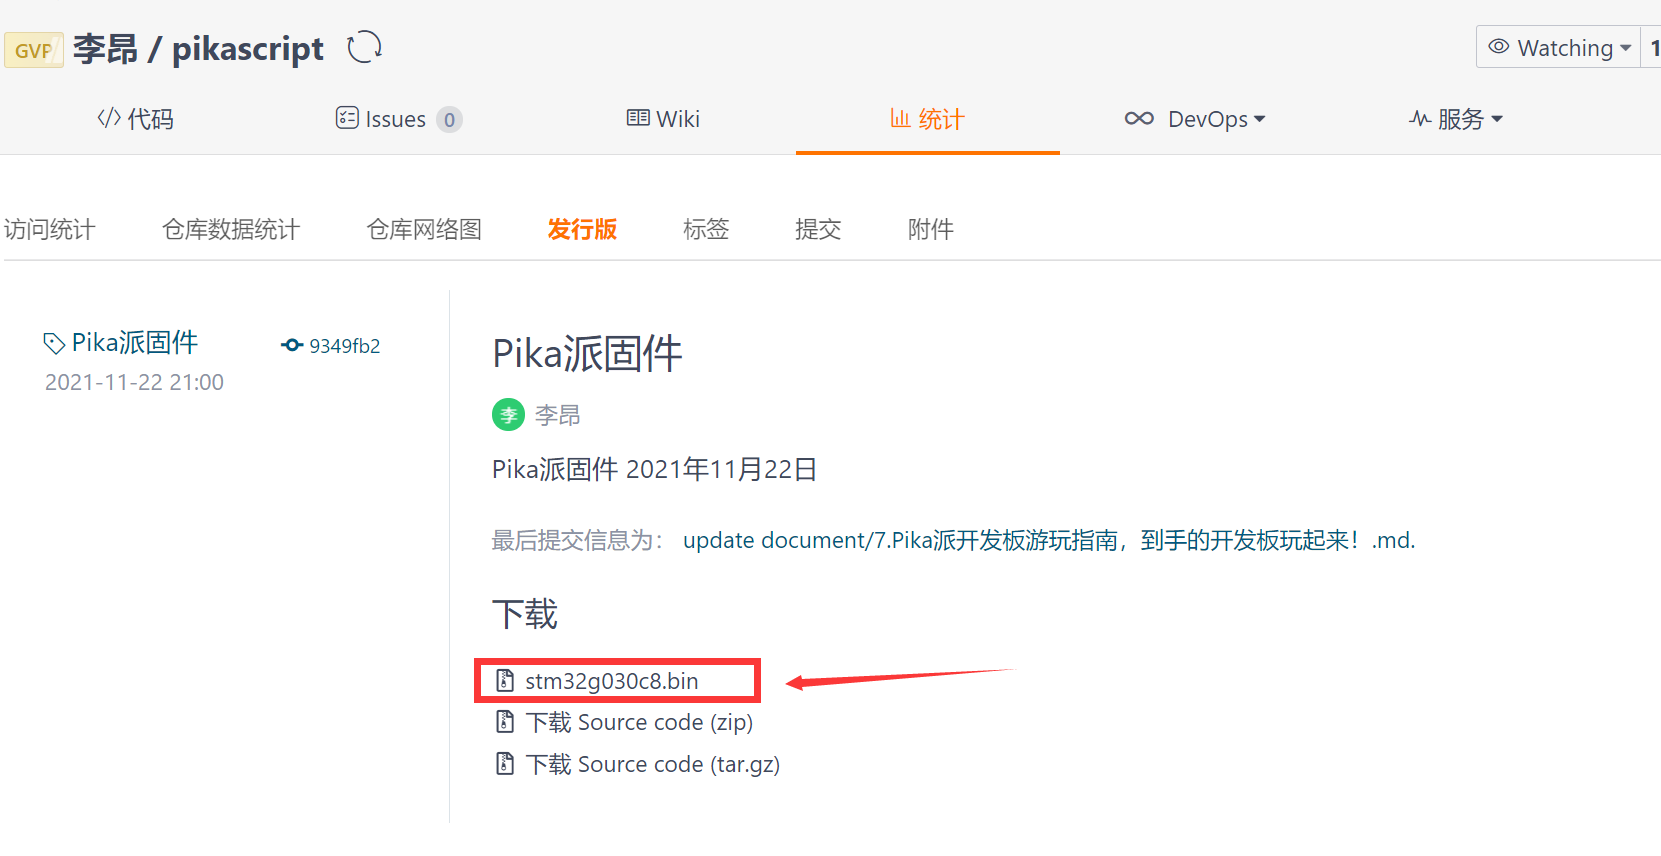 GVP 李昂 / pikascript
Watching 1
</> 代码 Issues 0 Wiki 统计 DevOps 服务
访问统计 仓库数据统计 仓库网络图 发行版 标签 提交 附件
Pika派固件 9349fb2
2021-11-22 21:00
Pika派固件
李 李昂
Pika派固件 2021年11月22日
最后提交信息为： update document/7.Pika派开发板游玩指南，到手的开发板玩起来！.md.
下载
stm32g030c8.bin
下载 Source code (zip)
下载 Source code (tar.gz)